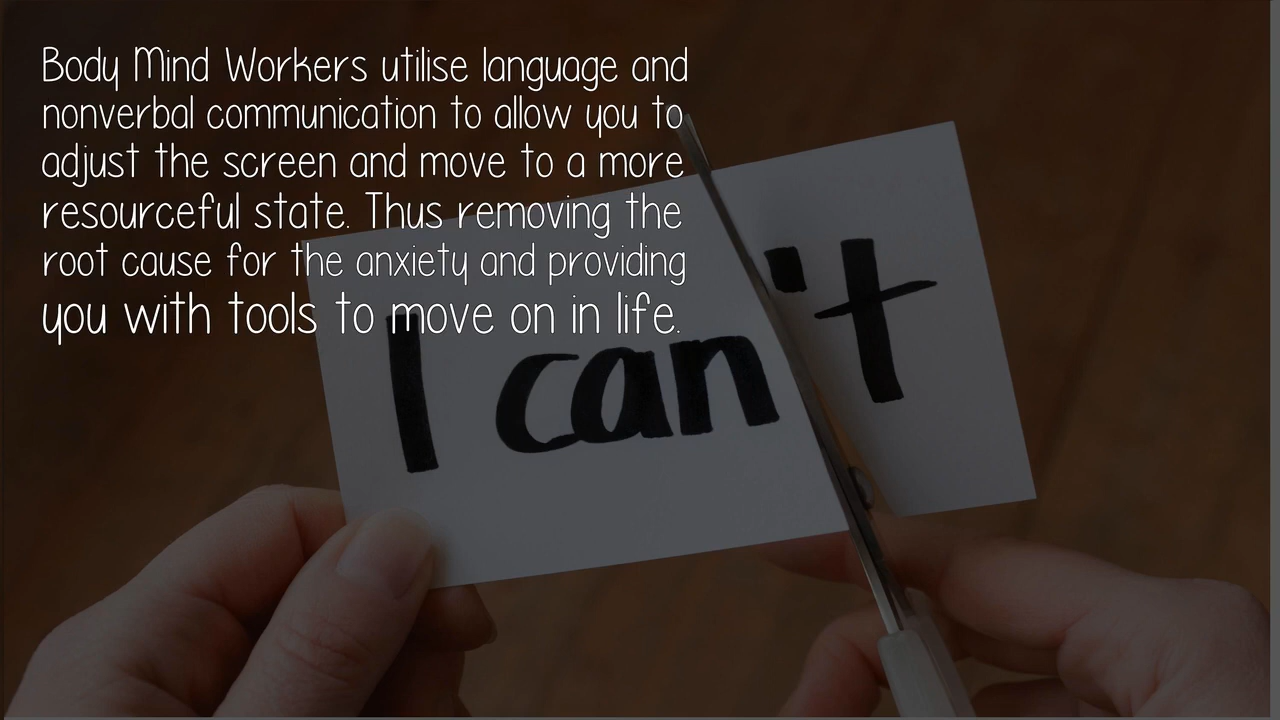 Body Mind Workers utilise language and
nonverbal communication to allow you to
adjust the screen and move to a more
resourceful state. Thus removing the
root cause for the anxiety and providing
you with tools to move on in life.
I can't